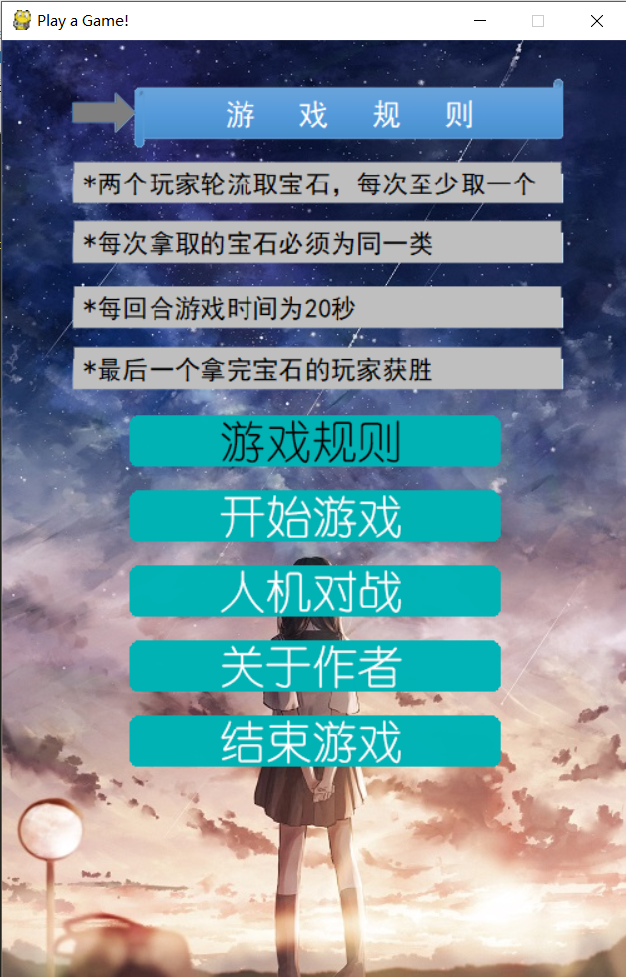 Play a Game!
游 戏 规 则
*两个玩家轮流取宝石，每次至少取一个
*每次拿取的宝石必须为同一类
*每回合游戏时间为20秒
*最后一个拿完宝石的玩家获胜
游戏规则
开始游戏
人机对战
关于作者
结束游戏